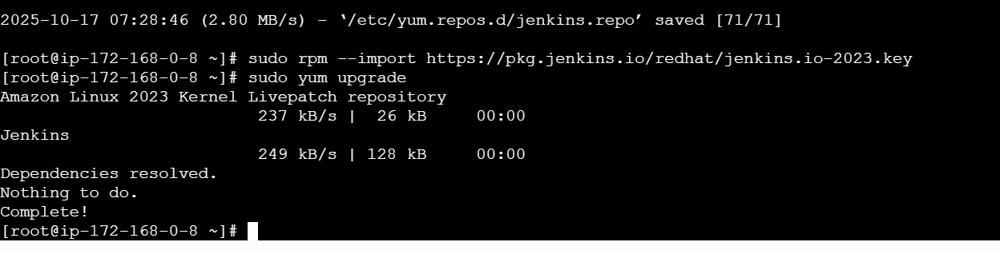 2025-10-17 07:28:46 (2.80 MB/s) - ‘/etc/yum.repos.d/jenkins.repo’ saved [71/71]
[root@ip-172-168-0-8 ~]# sudo rpm --import https://pkg.jenkins.io/redhat/jenkins.io-2023.key
[root@ip-172-168-0-8 ~]# sudo yum upgrade
Amazon Linux 2023 Kernel Livepatch repository
237 kB/s |  26 kB     00:00
Jenkins
249 kB/s | 128 kB     00:00
Dependencies resolved.
Nothing to do.
Complete!
[root@ip-172-168-0-8 ~]#